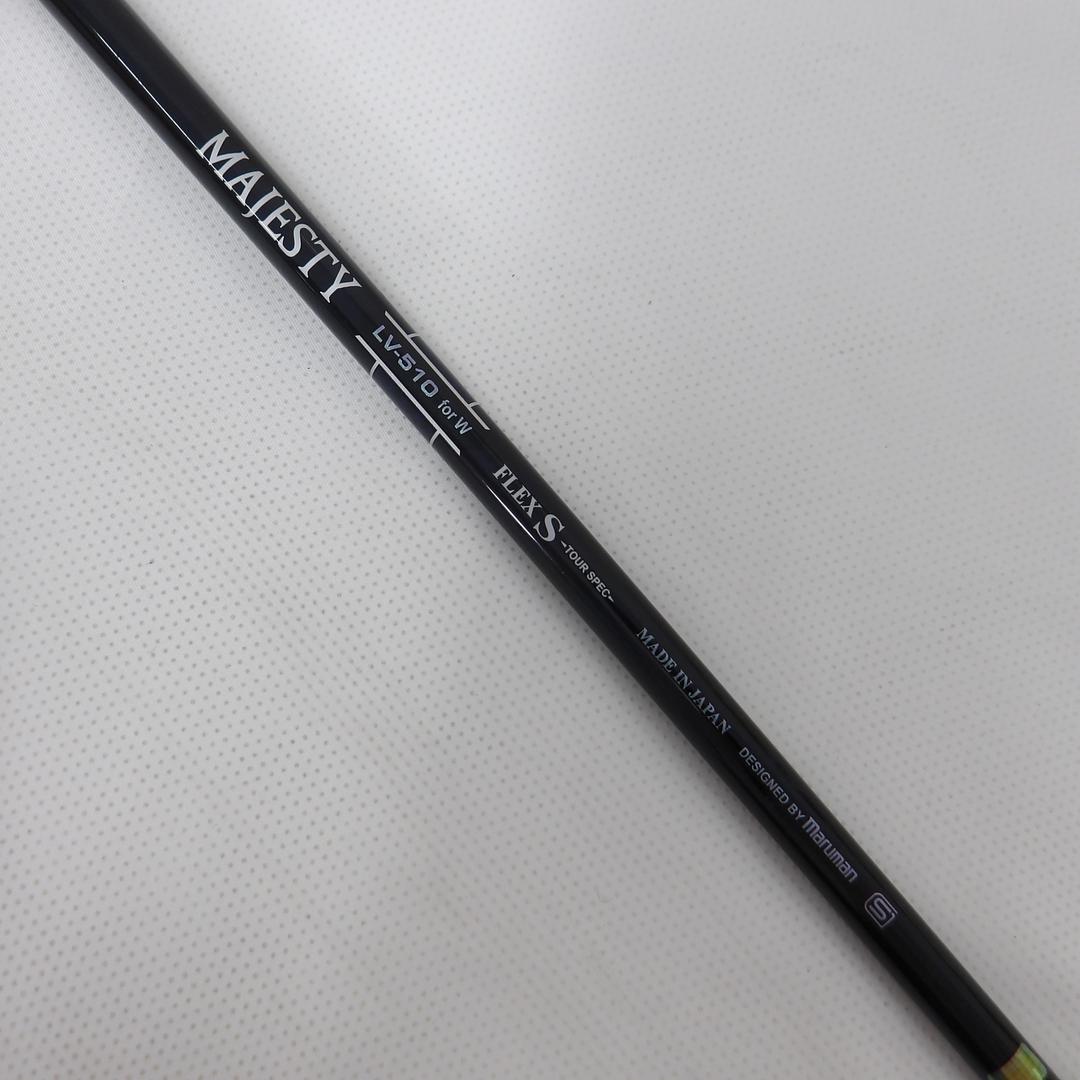 MAJESTY
LV-510 for W
FLEX S
-TOUR SPEC-
MADE IN JAPAN
DESIGNED BY maruman
S